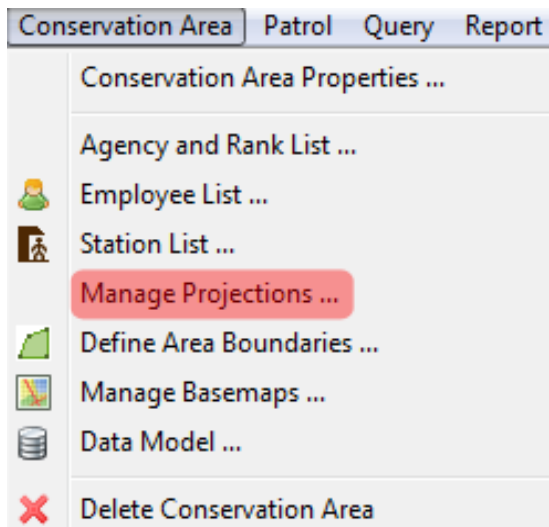 Conservation Area Patrol Query Report
Conservation Area Properties ...
Agency and Rank List ...
Employee List ...
Station List ...
Manage Projections ...
Define Area Boundaries ...
Manage Basemaps ...
Data Model ...
Delete Conservation Area